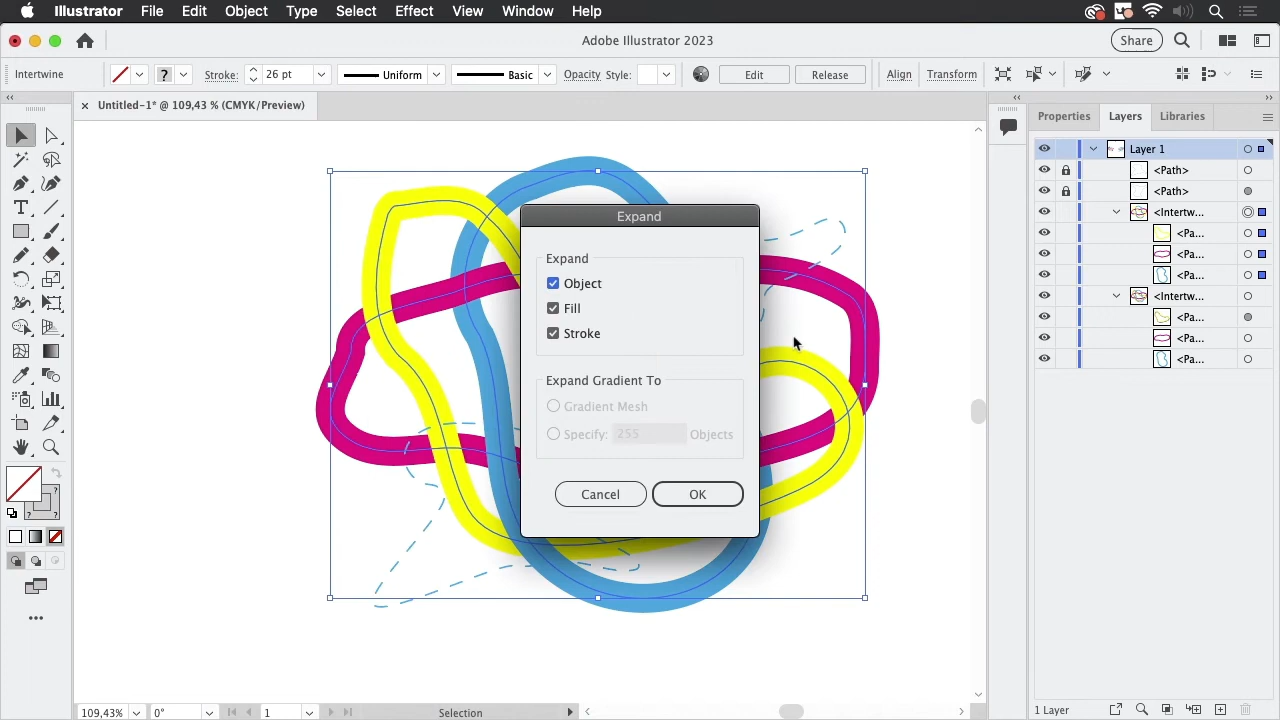 Illustrator File Edit Object Type Select Effect View Window Help
Adobe Illustrator 2023
Share
Intertwine ? Stroke: 26 pt Uniform Basic Opacity Style: Edit Release Align Transform
× Untitled-1* @ 109,43 % (CMYK/Preview)
Properties Layers Libraries
Layer 1
<Path>
<Path>
<Intertw...
<Pa...
<Pa...
<Pa...
<Intertw...
<Pa...
<Pa...
<Pa...
Expand
Expand
Object
Fill
Stroke
Expand Gradient To
Gradient Mesh
Specify: 255 Objects
Cancel OK
?
? ?
109,43% 0° 1 Selection
1 Layer